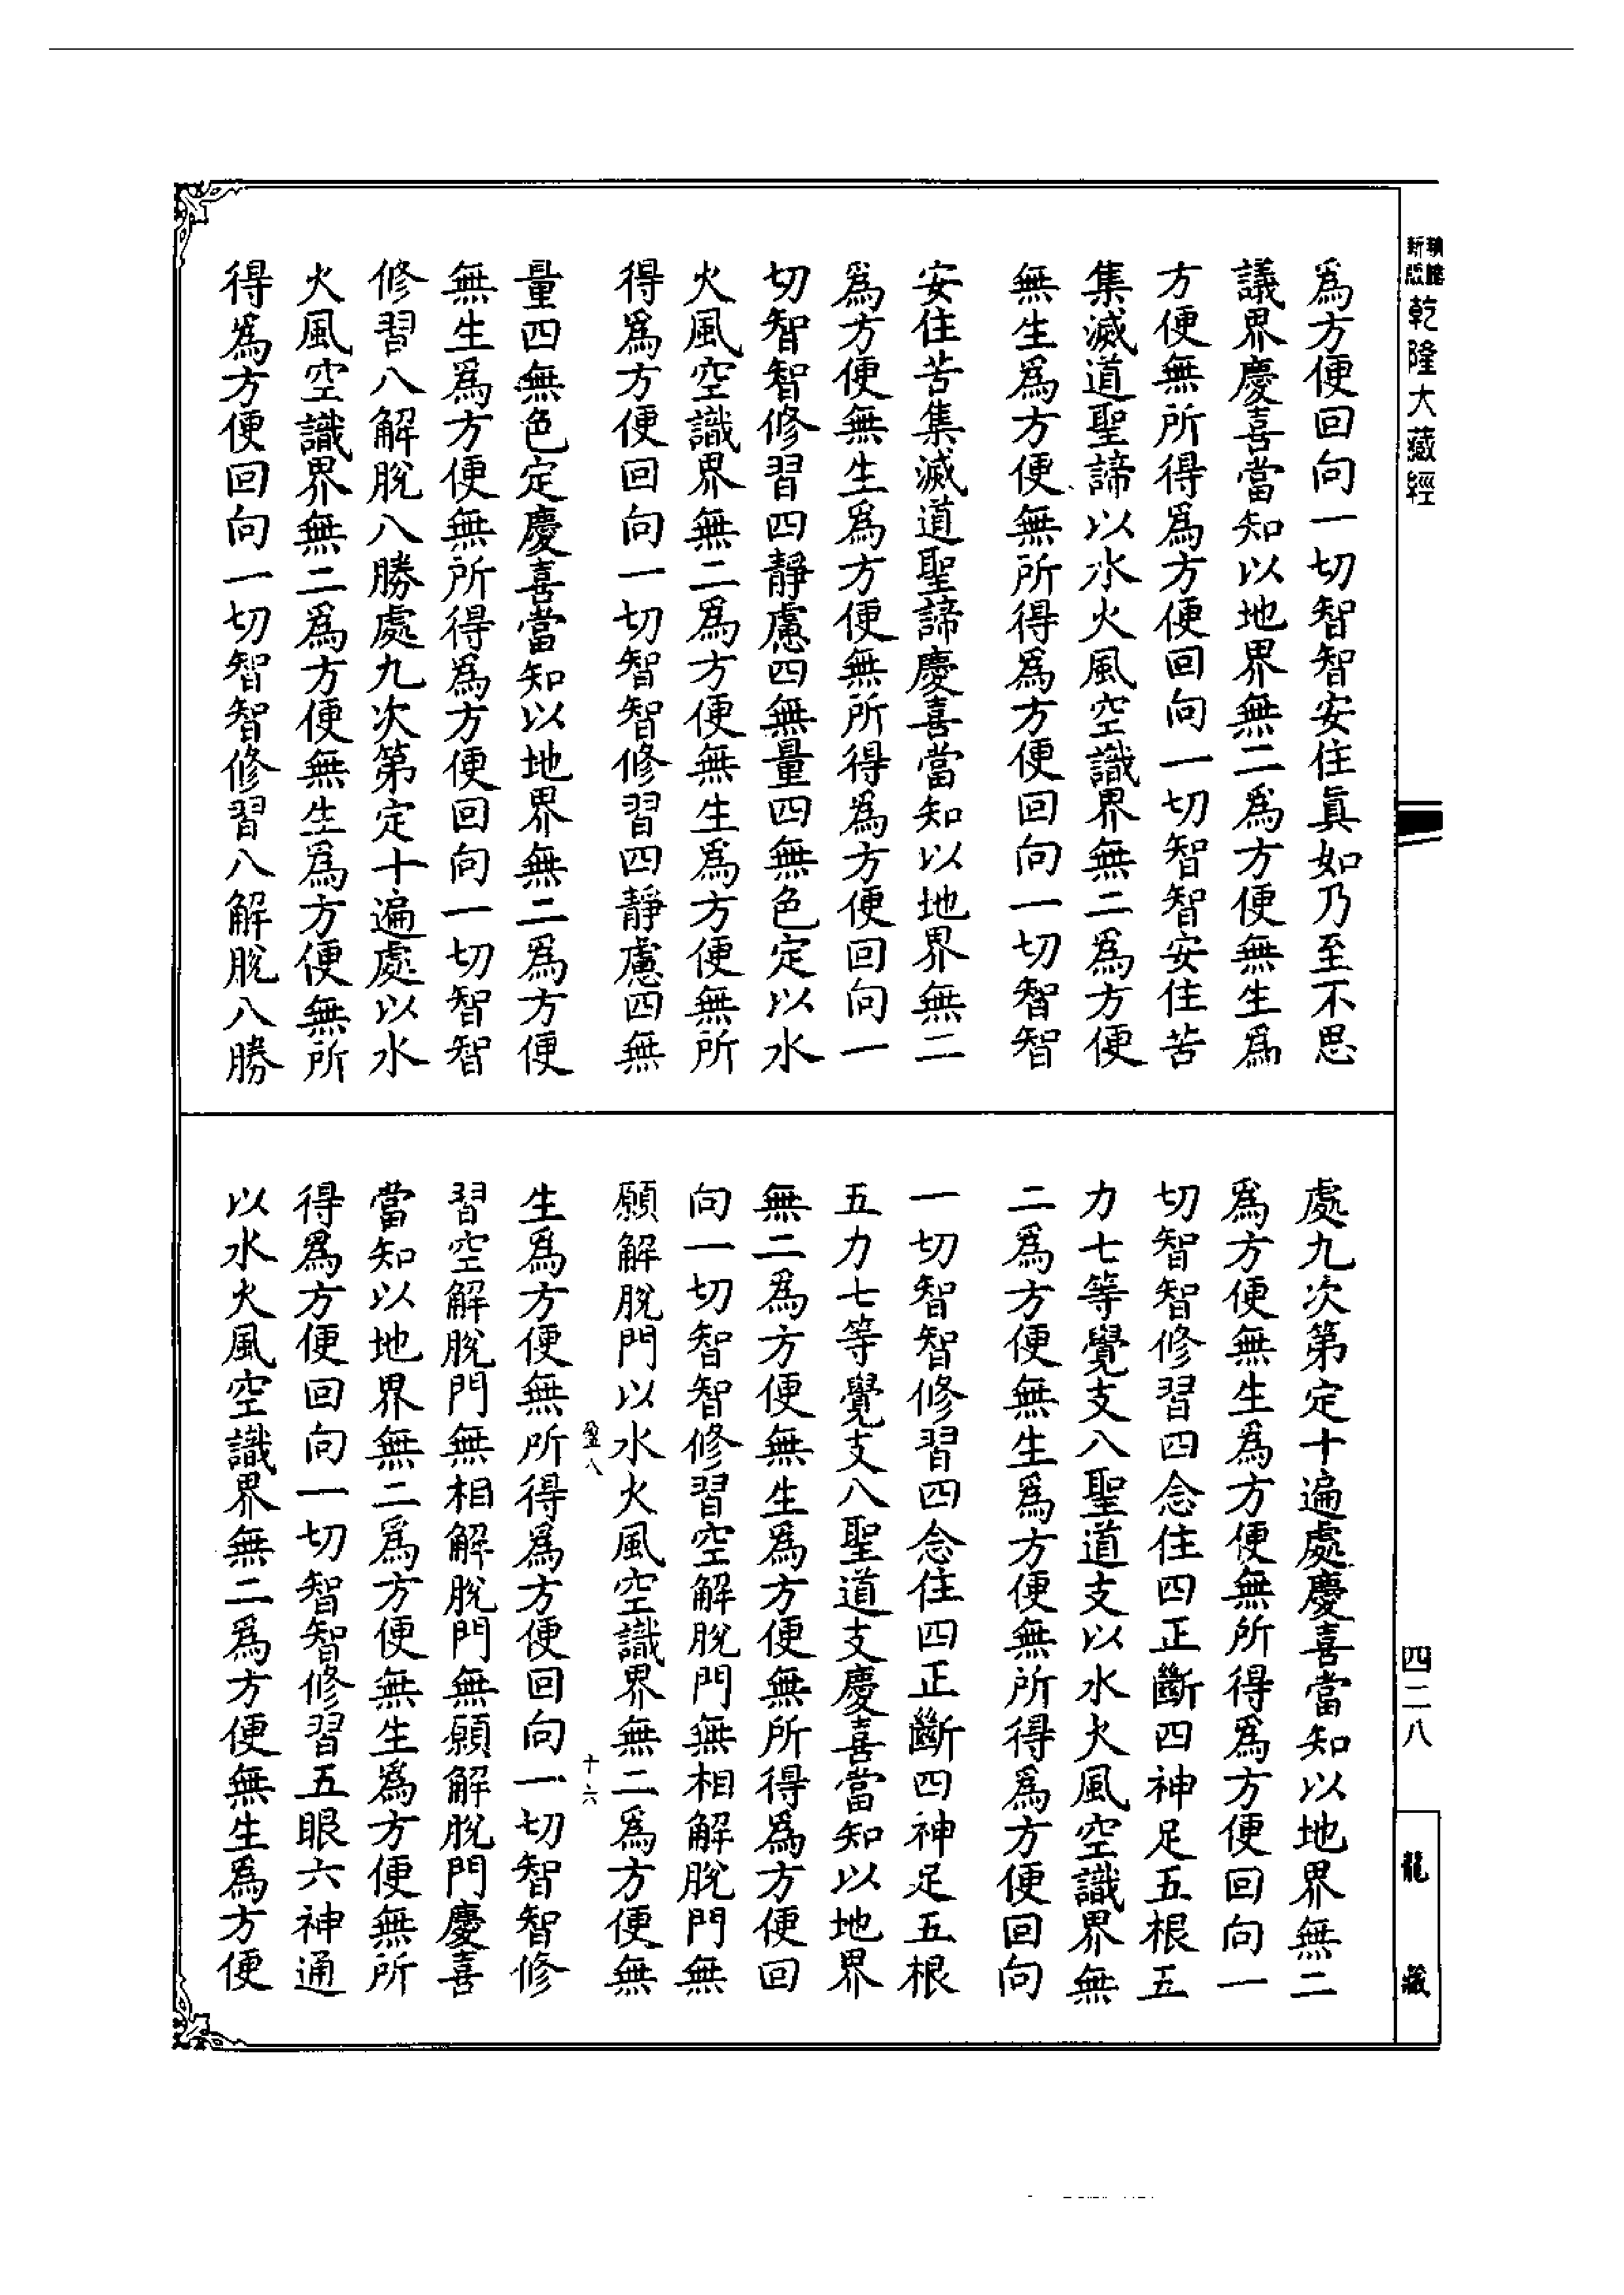 乾隆大藏經
爲方便回向一切智智安住眞如乃至不思
議界慶喜當知以地界無二爲方便無生爲
方便無所得爲方便回向一切智智安住苦
集滅道聖諦以水火風空識界無二爲方便
無生爲方便無所得爲方便回向一切智智
安住苦集滅道聖諦慶喜當知以地界無二
爲方便無生爲方便無所得爲方便回向一
切智智修習四靜慮四無量四無色定以水
火風空識界無二爲方便無生爲方便無所
得爲方便回向一切智智修習四靜慮四無
量四無色定慶喜當知以地界無二爲方便
無生爲方便無所得爲方便回向一切智智
修習八解脫八勝處九次第定十遍處以水
火風空識界無二爲方便無生爲方便無所
得爲方便回向一切智智修習八解脫八勝
四二八
龍藏
處九次第定十遍處慶喜當知以地界無二
爲方便無生爲方便無所得爲方便回向一
切智智修習四念住四正斷四神足五根五
力七等覺支八聖道支以水火風空識界無
二爲方便無生爲方便無所得爲方便回向
一切智智修習四念住四正斷四神足五根
五力七等覺支八聖道支慶喜當知以地界
無二爲方便無生爲方便無所得爲方便回
向一切智智修習空解脫門無相解脫門無
願解脫門以水火風空識界無二爲方便無
盈八 十六
生爲方便無所得爲方便回向一切智智修
習空解脫門無相解脫門無願解脫門慶喜
當知以地界無二爲方便無生爲方便無所
得爲方便回向一切智智修習五眼六神通
以水火風空識界無二爲方便無生爲方便